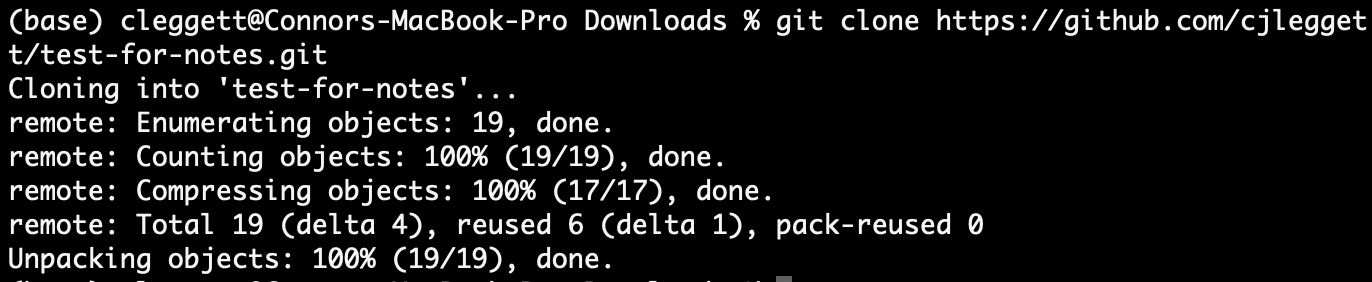 (base) cleggett@Connors-MacBook-Pro Downloads % git clone https://github.com/cjlegget
t/test-for-notes.git
Cloning into 'test-for-notes'...
remote: Enumerating objects: 19, done.
remote: Counting objects: 100% (19/19), done.
remote: Compressing objects: 100% (17/17), done.
remote: Total 19 (delta 4), reused 6 (delta 1), pack-reused 0
Unpacking objects: 100% (19/19), done.